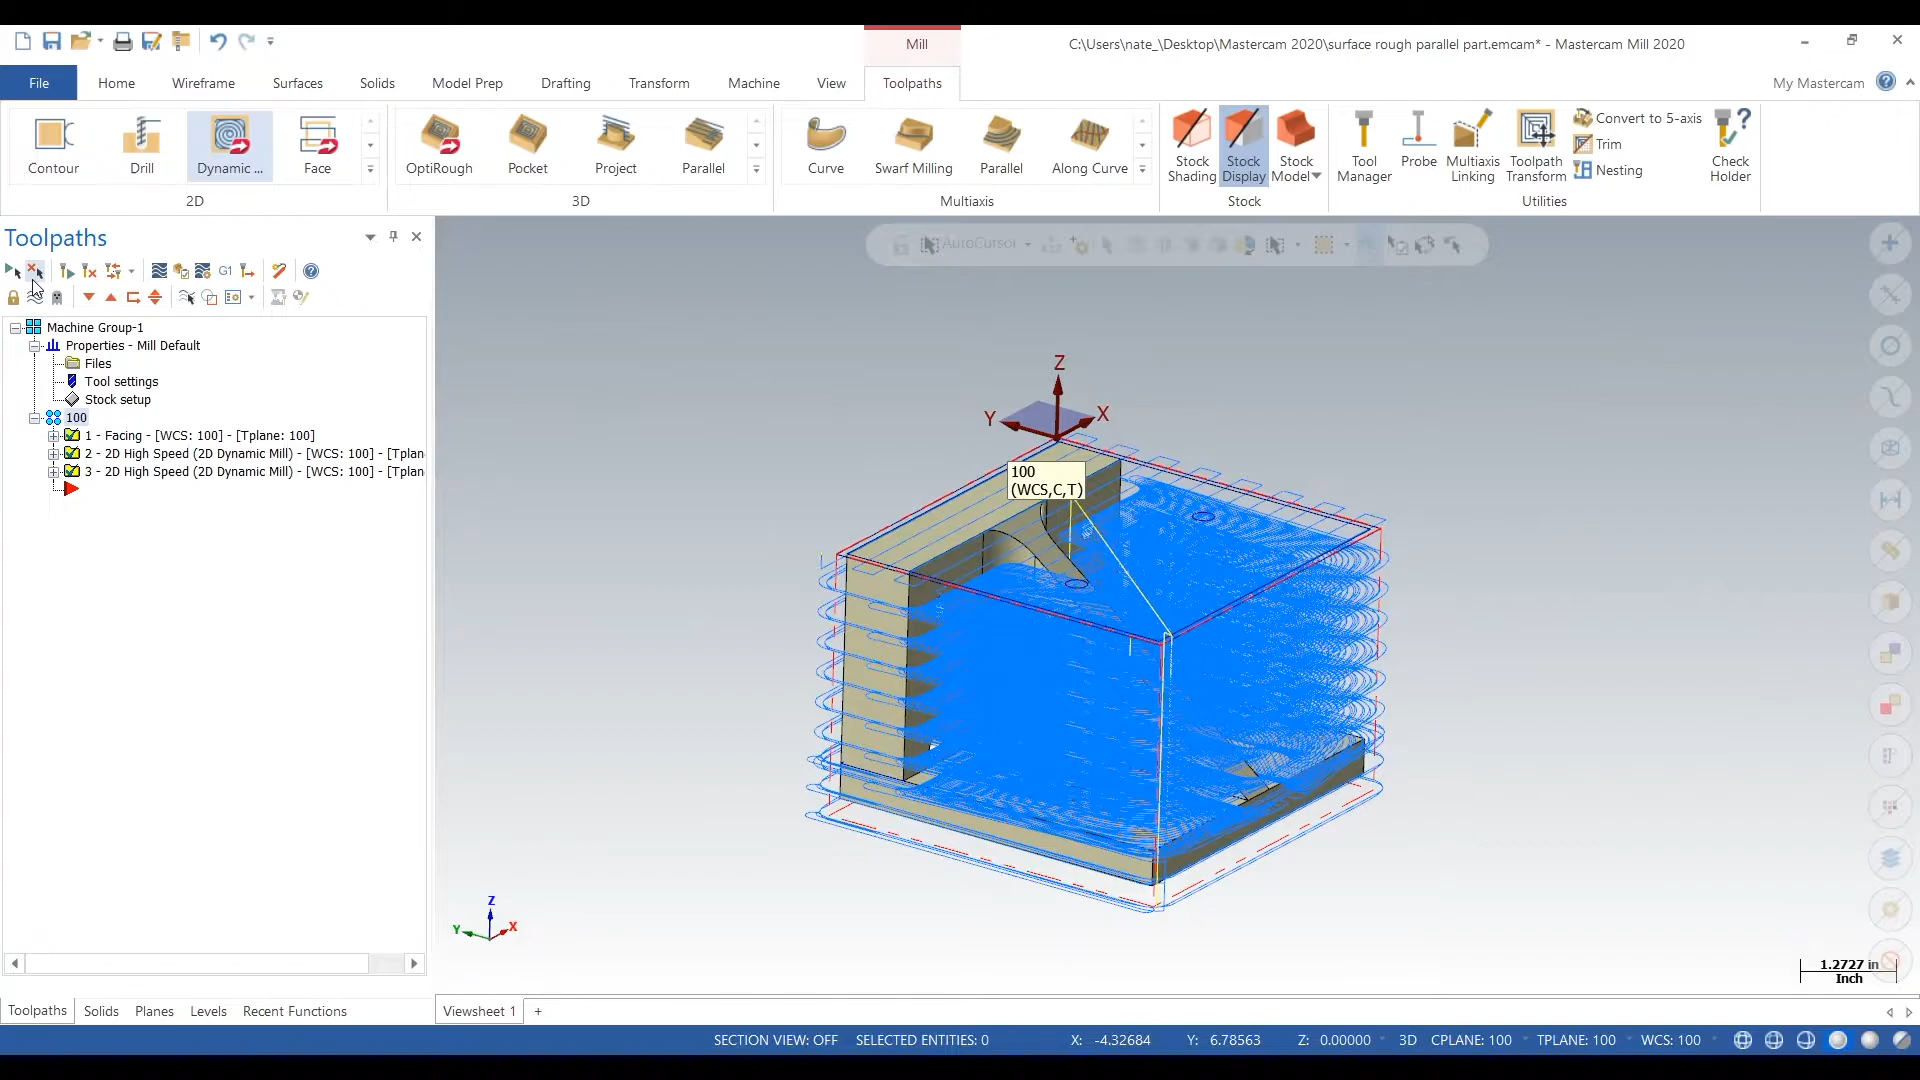 Mill
C:\Users\nate_\Desktop\Mastercam 2020\surface rough parallel part.emcam* - Mastercam Mill 2020
File Home Wireframe Surfaces Solids Model Prep Drafting Transform Machine View Toolpaths My Mastercam
Contour Drill Dynamic ... Face OptiRough Pocket Project Parallel Curve Swarf Milling Parallel Along Curve
Stock Shading Stock Display Stock Model Tool Manager Probe Multiaxis Linking Toolpath Transform Convert to 5-axis Check Holder
Trim
Nesting
2D 3D Multiaxis Stock Utilities
Toolpaths
AutoCursor
G1
Machine Group-1
Properties - Mill Default
Files
Tool settings
Stock setup
100
1 - Facing - [WCS: 100] - [Tplane: 100]
2 - 2D High Speed (2D Dynamic Mill) - [WCS: 100] - [Tplan
3 - 2D High Speed (2D Dynamic Mill) - [WCS: 100] - [Tplan
Z
Y X
100
(WCS,C,T)
Z
Y X
1.2727 in
Inch
Toolpaths Solids Planes Levels Recent Functions Viewsheet 1 +
SECTION VIEW: OFF SELECTED ENTITIES: 0 X: -4.32684 Y: 6.78563 Z: 0.00000 3D CPLANE: 100 TPLANE: 100 WCS: 100